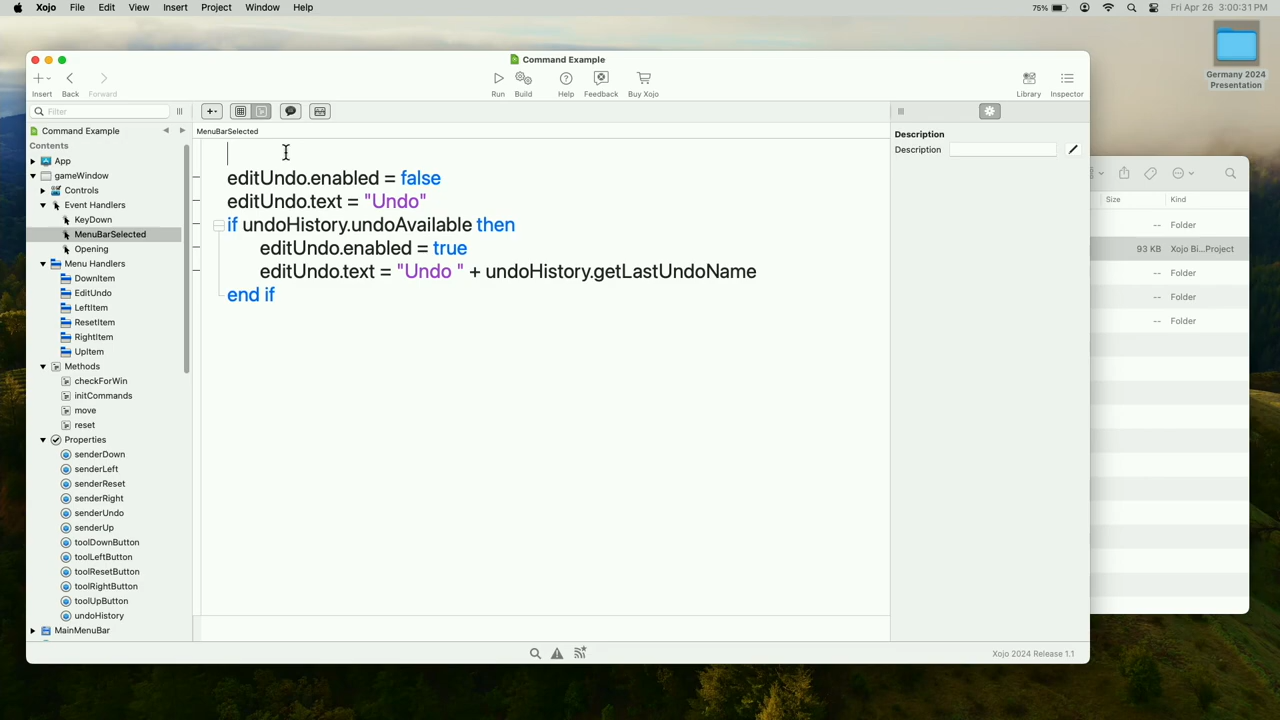 Xojo File Edit View Insert Project Window Help 75% Fri Apr 26 3:00:31 PM
Germany 2024
Presentation
Command Example
Insert Back Forward Run Build Help Feedback Buy Xojo Library Inspector
Filter
Command Example
MenuBarSelected
Contents
App
gameWindow
Controls
Event Handlers
KeyDown
MenuBarSelected
Opening
Menu Handlers
DownItem
EditUndo
LeftItem
ResetItem
RightItem
UpItem
Methods
checkForWin
initCommands
move
reset
Properties
senderDown
senderLeft
senderReset
senderRight
senderUndo
senderUp
toolDownButton
toolLeftButton
toolResetButton
toolRightButton
toolUpButton
undoHistory
MainMenuBar
editUndo.enabled = false
editUndo.text = "Undo"
if undoHistory.undoAvailable then
editUndo.enabled = true
editUndo.text = "Undo " + undoHistory.getLastUndoName
end if
Description
Description
Xojo 2024 Release 1.1
Size Kind
-- Folder
93 KB Xojo Bi...Project
-- Folder
-- Folder
-- Folder